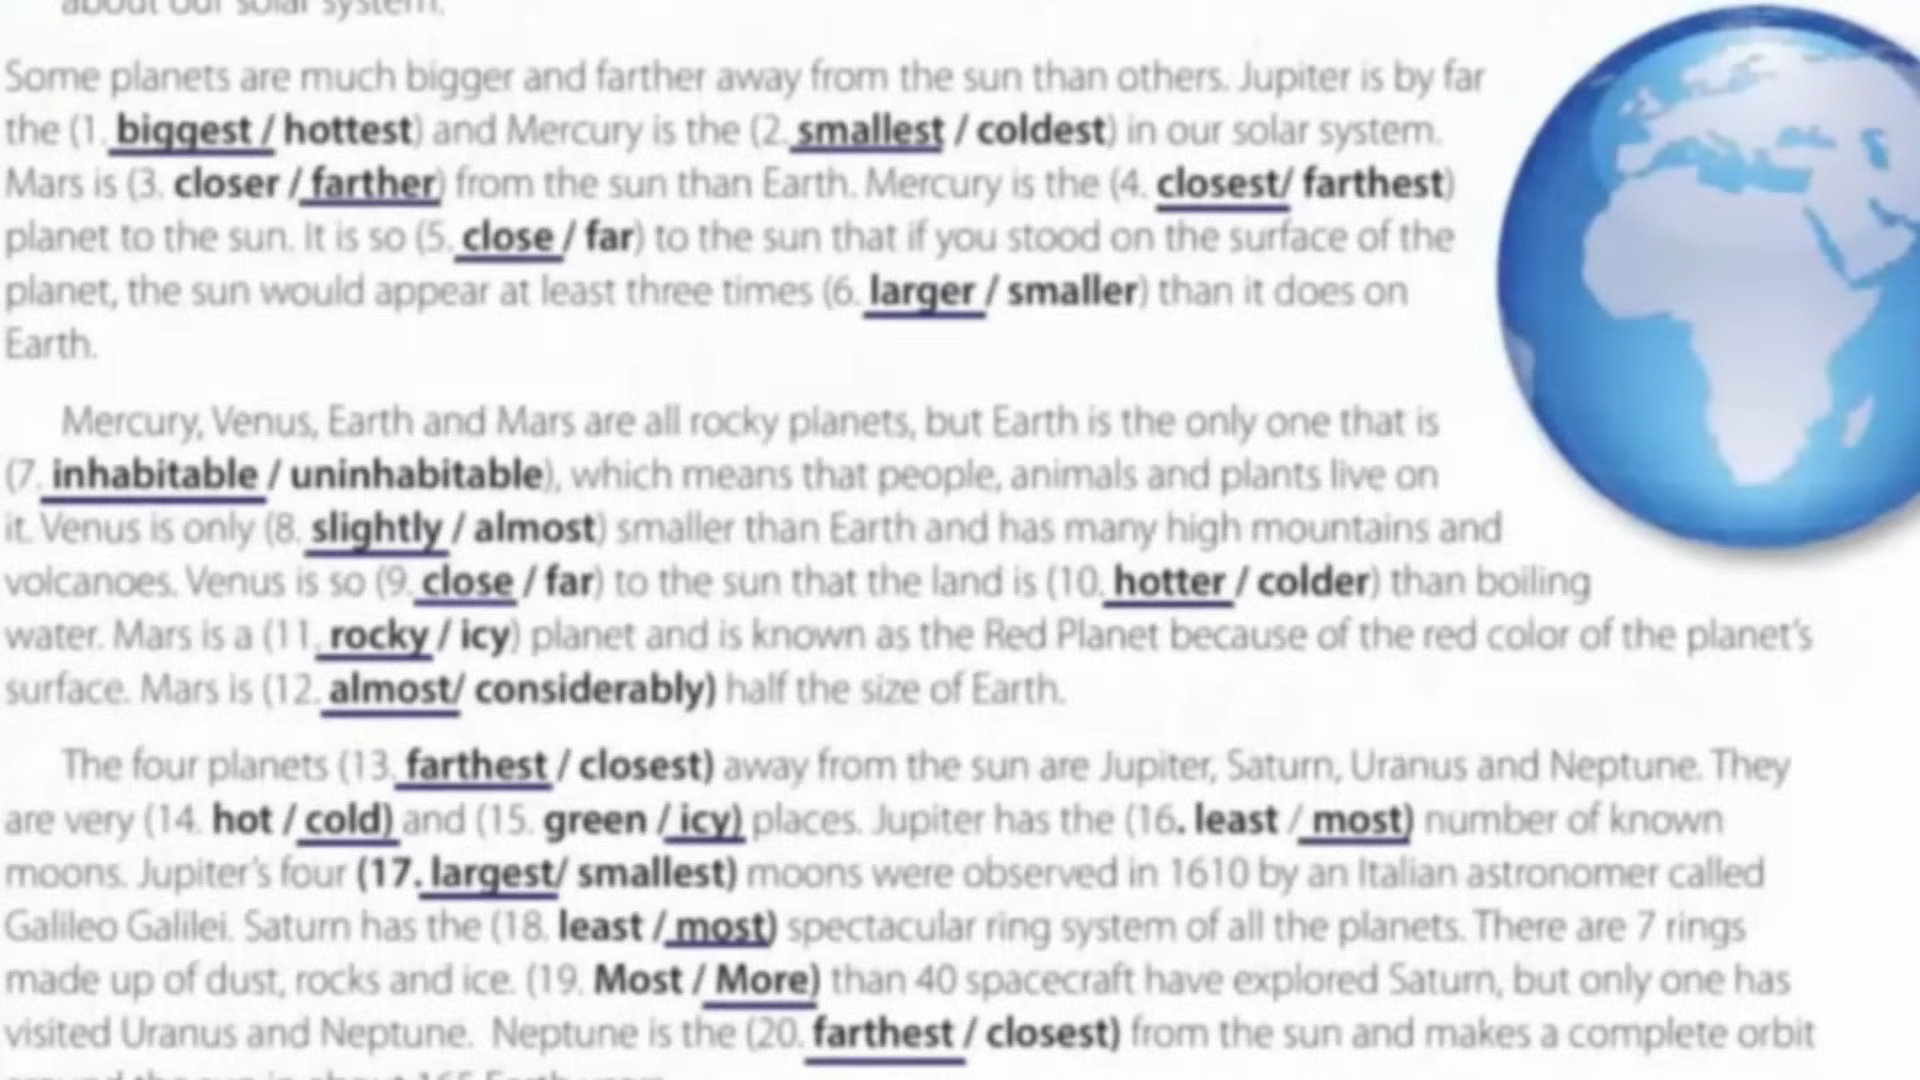 about our solar system.
Some planets are much bigger and farther away from the sun than others. Jupiter is by far
the (1. biggest / hottest) and Mercury is the (2. smallest / coldest) in our solar system.
Mars is (3. closer / farther) from the sun than Earth. Mercury is the (4. closest/ farthest)
planet to the sun. It is so (5. close / far) to the sun that if you stood on the surface of the
planet, the sun would appear at least three times (6. larger / smaller) than it does on
Earth.
Mercury, Venus, Earth and Mars are all rocky planets, but Earth is the only one that is
(7. inhabitable / uninhabitable), which means that people, animals and plants live on
it. Venus is only (8. slightly / almost) smaller than Earth and has many high mountains and
volcanoes. Venus is so (9. close / far) to the sun that the land is (10. hotter / colder) than boiling
water. Mars is a (11. rocky / icy) planet and is known as the Red Planet because of the red color of the planet's
surface. Mars is (12. almost/ considerably) half the size of Earth.
The four planets (13. farthest / closest) away from the sun are Jupiter, Saturn, Uranus and Neptune. They
are very (14. hot / cold) and (15. green / icy) places. Jupiter has the (16. least / most) number of known
moons. Jupiter's four (17. largest/ smallest) moons were observed in 1610 by an Italian astronomer called
Galileo Galilei. Saturn has the (18. least / most) spectacular ring system of all the planets. There are 7 rings
made up of dust, rocks and ice. (19. Most / More) than 40 spacecraft have explored Saturn, but only one has
visited Uranus and Neptune. Neptune is the (20. farthest / closest) from the sun and makes a complete orbit
around the sun in about 165 Earth years.